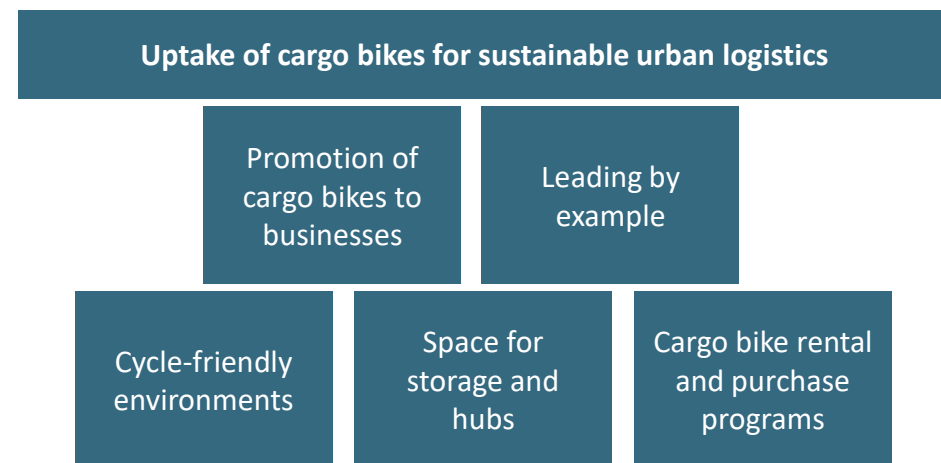 Uptake of cargo bikes for sustainable urban logistics
Promotion of
cargo bikes to
businesses
Leading by
example
Cycle-friendly
environments
Space for
storage and
hubs
Cargo bike rental
and purchase
programs